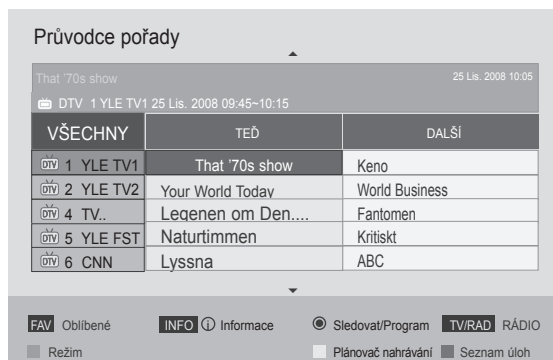 Průvodce pořady
That '70s show 25 Lis. 2008 10:05
DTV 1 YLE TV1 25 Lis. 2008 09:45~10:15
VŠECHNY TEĎ DALŠÍ
DTV 1 YLE TV1 That '70s show Keno
DTV 2 YLE TV2 Your World Today World Business
DTV 4 TV.. Legenen om Den.... Fantomen
DTV 5 YLE FST Naturtimmen Kritiskt
DTV 6 CNN Lyssna ABC
FAV Oblíbené INFO i Informace Sledovat/Program TV/RAD RÁDIO
Režim Plánovač nahrávání Seznam úloh